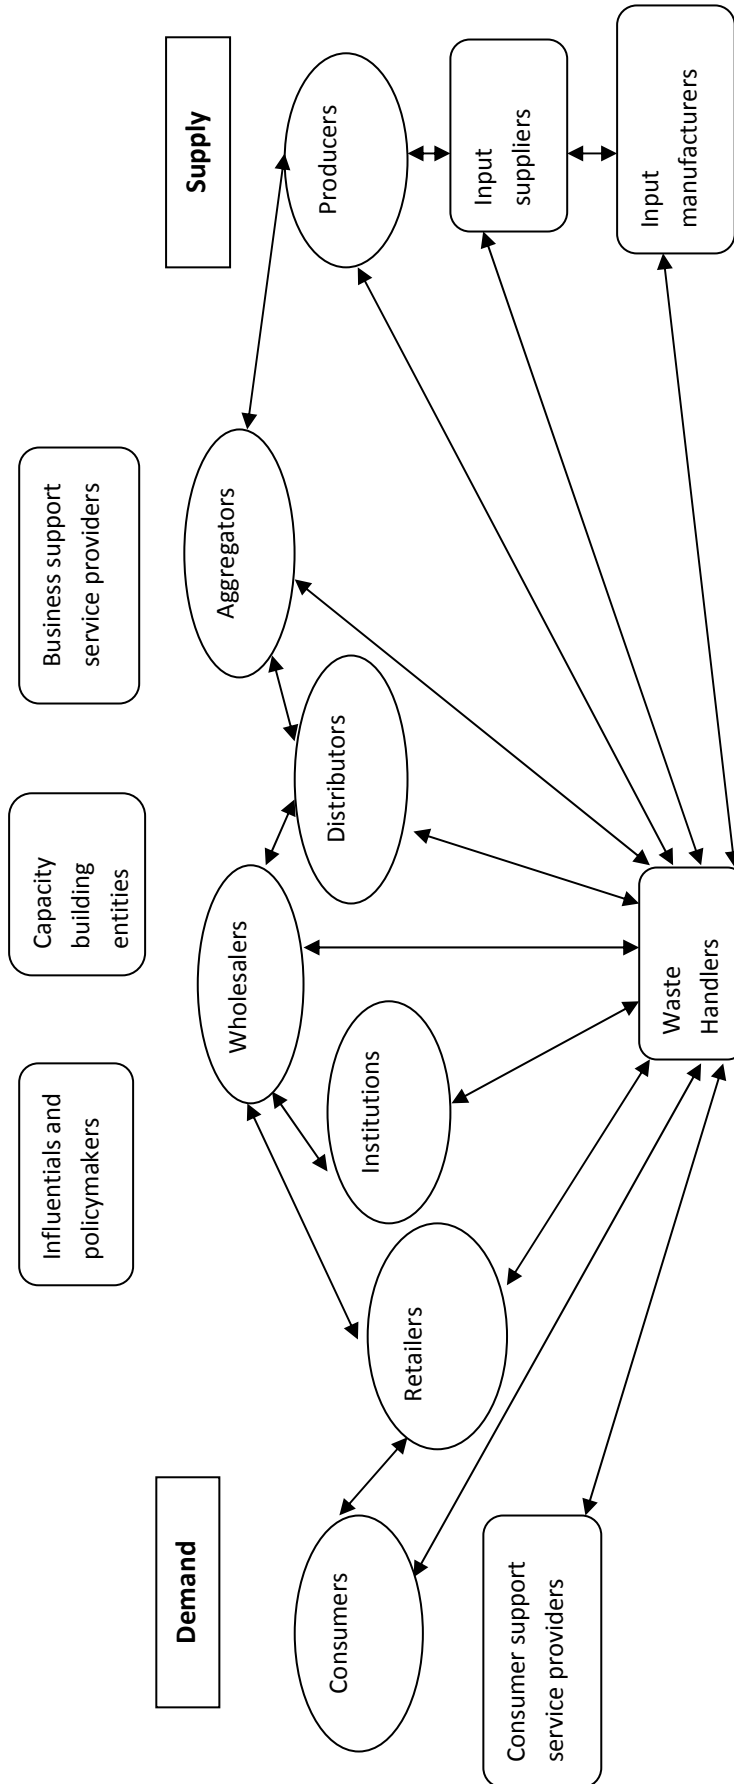 Influentials and
policymakers
Capacity
building
entities
Business support
service providers
Demand
Supply
Consumers
Retailers
Institutions
Wholesalers
Distributors
Aggregators
Producers
Consumer support
service providers
Waste
Handlers
Input
suppliers
Input
manufacturers